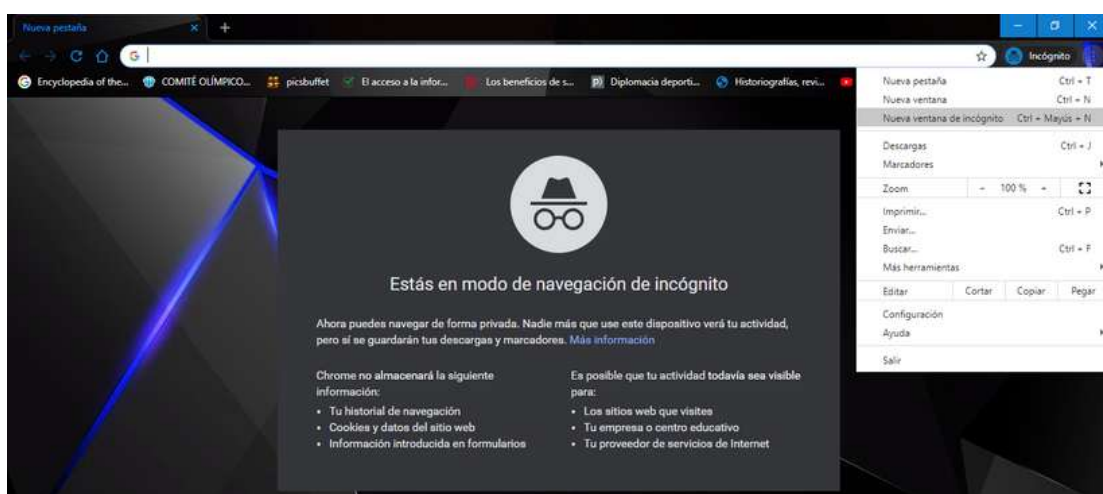 Nueva pestaña
Incógnito
Encyclopedia of the... COMITÉ OLÍMPICO... picsbuffet El acceso a la infor... Los beneficios de s... Diplomacia deporti... Historiografías, revi...
Nueva pestaña Ctrl + T
Nueva ventana Ctrl + N
Nueva ventana de incógnito Ctrl + Mayús + N
Descargas Ctrl + J
Marcadores
Zoom - 100 % +
Imprimir... Ctrl + P
Enviar...
Buscar... Ctrl + F
Más herramientas
Editar Cortar Copiar Pegar
Configuración
Ayuda
Salir
Estás en modo de navegación de incógnito
Ahora puedes navegar de forma privada. Nadie más que use este dispositivo verá tu actividad,
pero sí se guardarán tus descargas y marcadores. Más información
Chrome no almacenará la siguiente
información:
• Tu historial de navegación
• Cookies y datos del sitio web
• Información introducida en formularios
Es posible que tu actividad todavía sea visible
para:
• Los sitios web que visites
• Tu empresa o centro educativo
• Tu proveedor de servicios de Internet